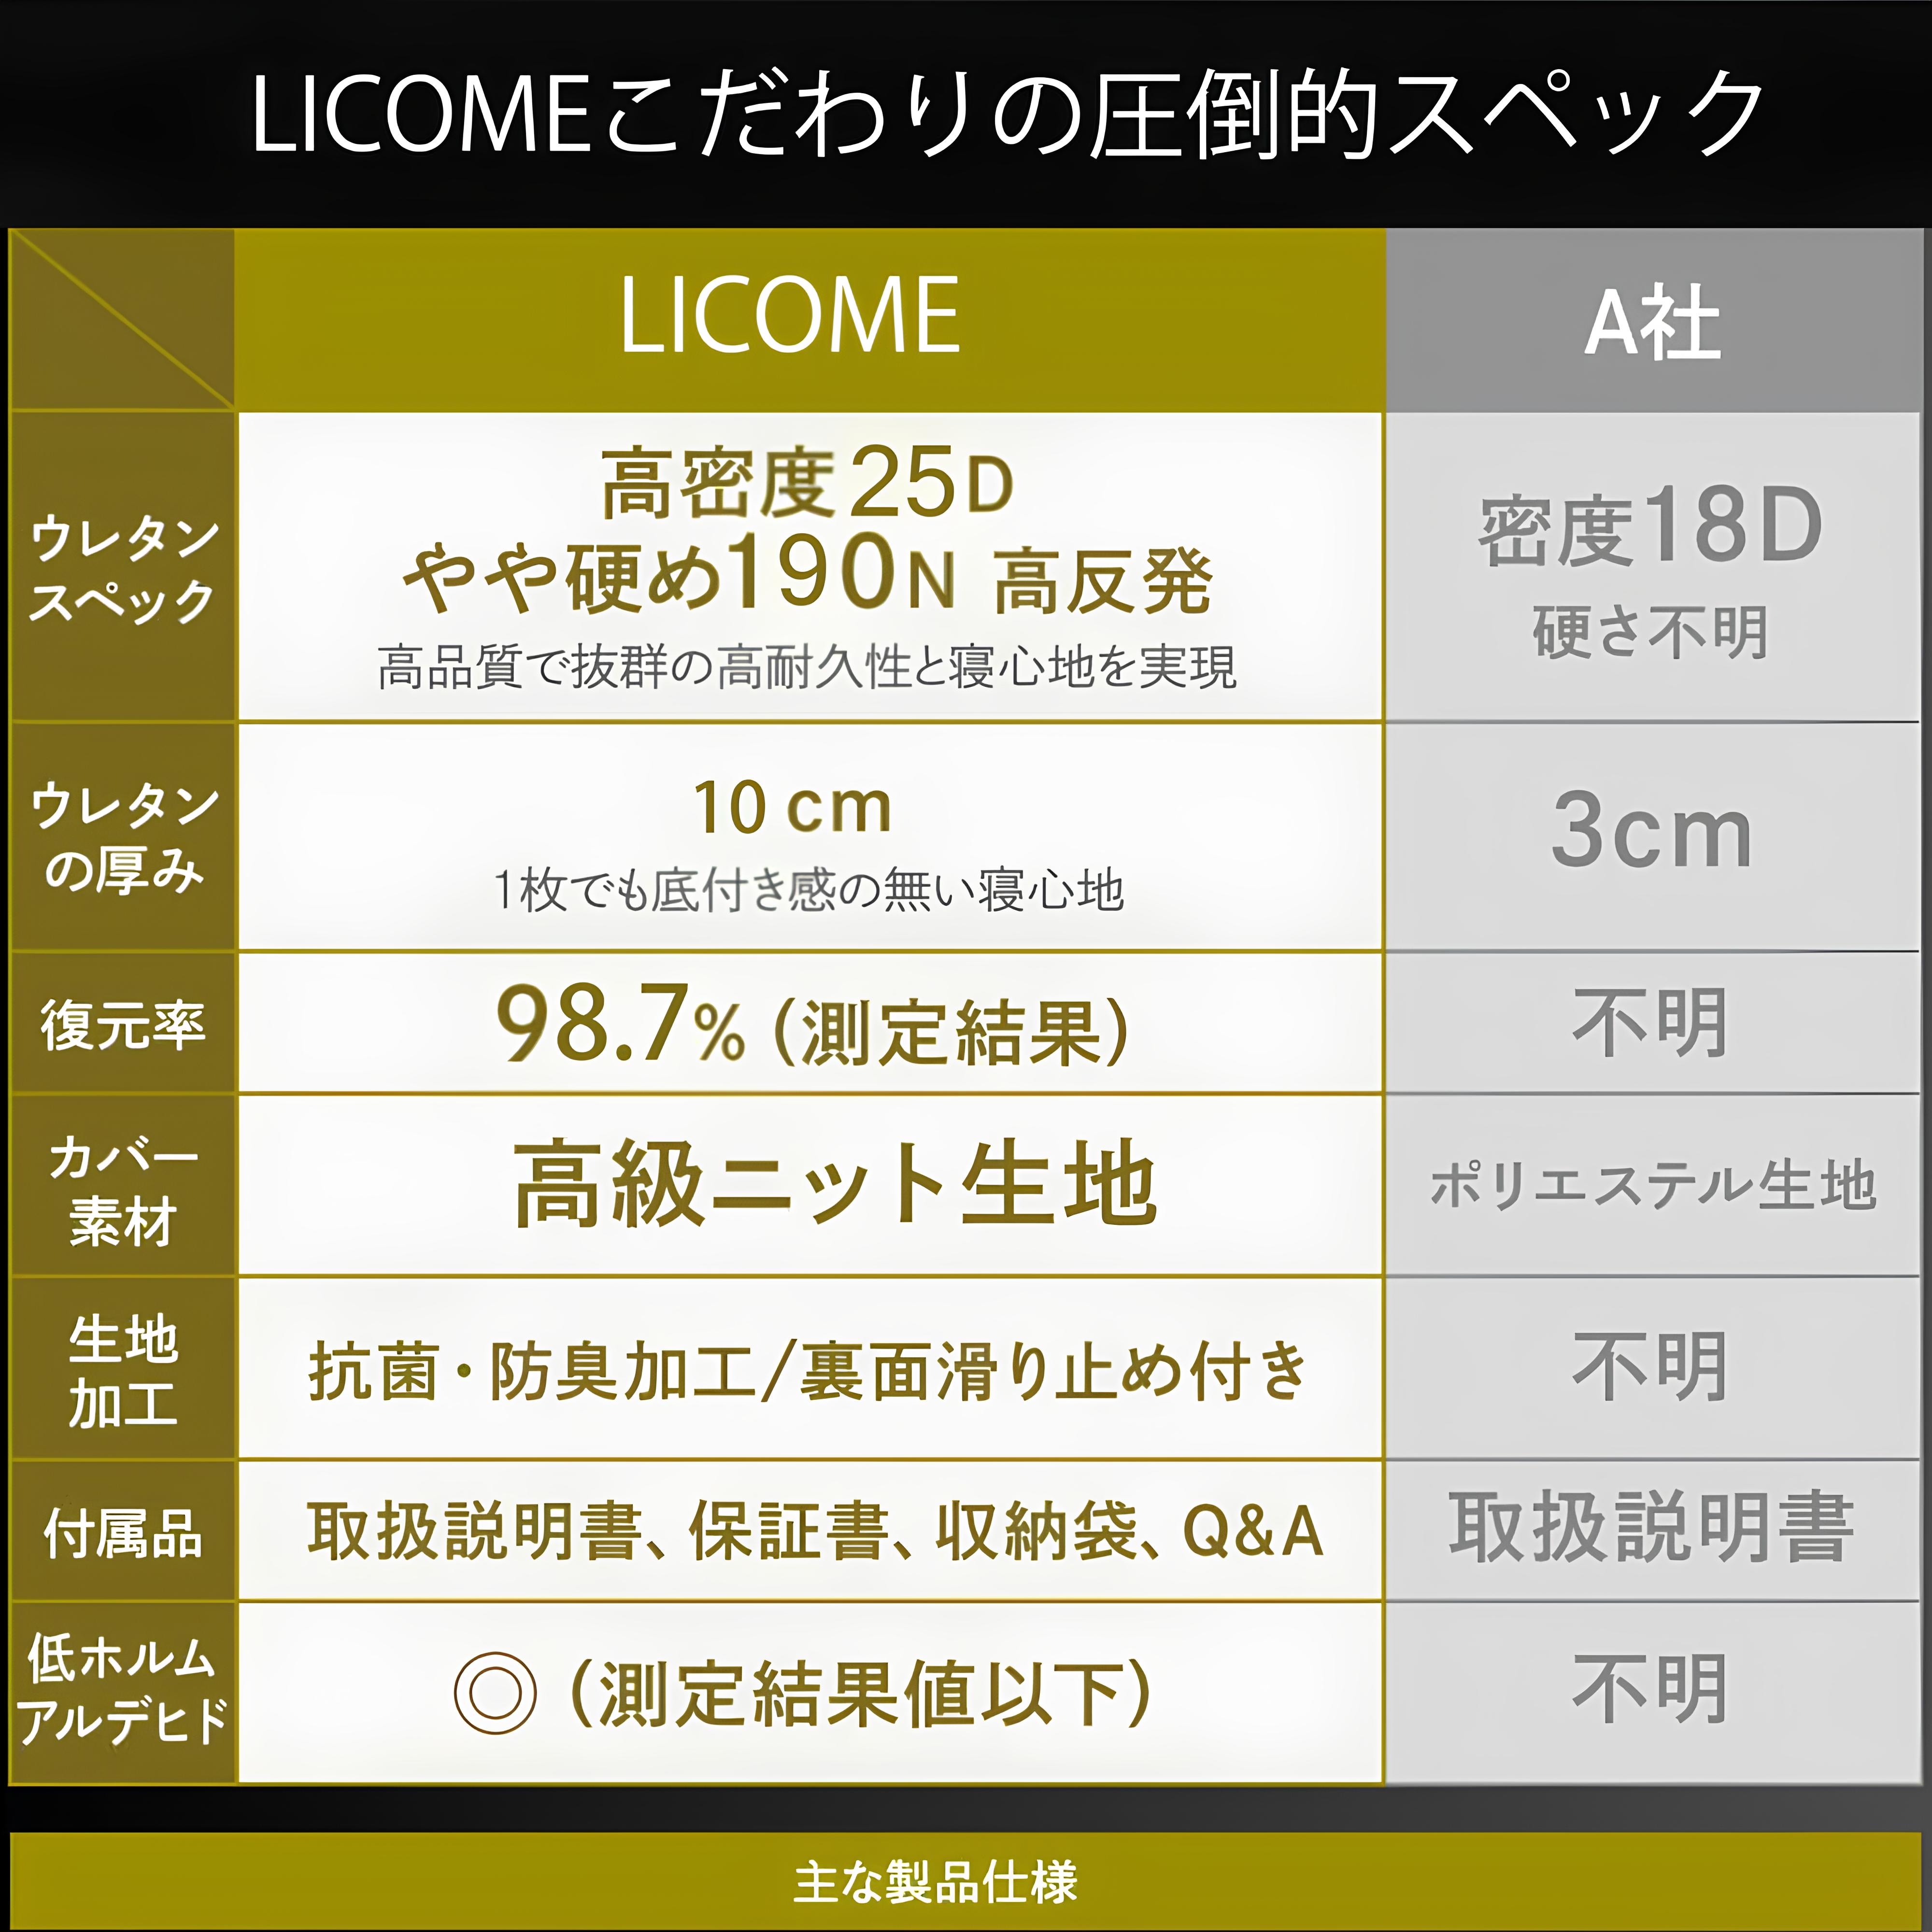 LICOMEこだわりの圧倒的スペック
LICOME
A社
ウレタン
スペック
高密度25D
やや硬め190N 高反発
高品質で抜群の高耐久性と寝心地を実現
密度18D
硬さ不明
ウレタン
の厚み
10cm
1枚でも底付き感の無い寝心地
3cm
復元率
98.7%(測定結果)
不明
カバー
素材
高級ニット生地
ポリエステル生地
生地
加工
抗菌・防臭加工/裏面滑り止め付き
不明
付属品
取扱説明書、保証書、収納袋、Q&A
取扱説明書
低ホルム
アルデヒド
◎(測定結果値以下)
不明
主な製品仕様